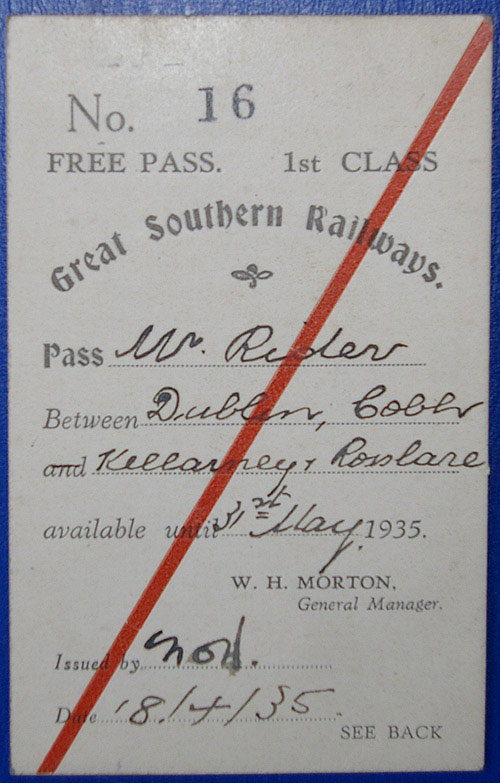 No. 16
FREE PASS. 1st CLASS
Great Southern Railways.
Pass Mr. Rider
Between Dublin, Cobh
and Killarney, Rosslare
available until 31st May 1935.
W. H. MORTON,
General Manager.
Issued by
Date 18/4/35.
SEE BACK